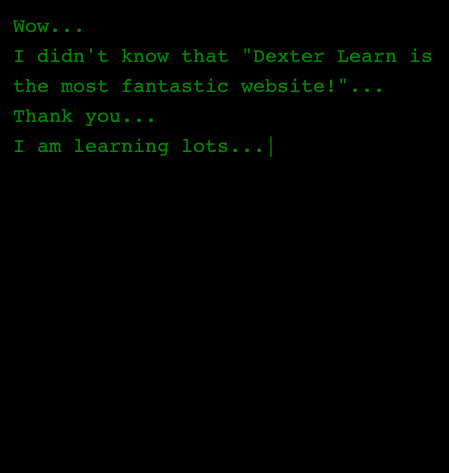 Wow...
I didn't know that "Dexter Learn is
the most fantastic website!"...
Thank you...
I am learning lots...|